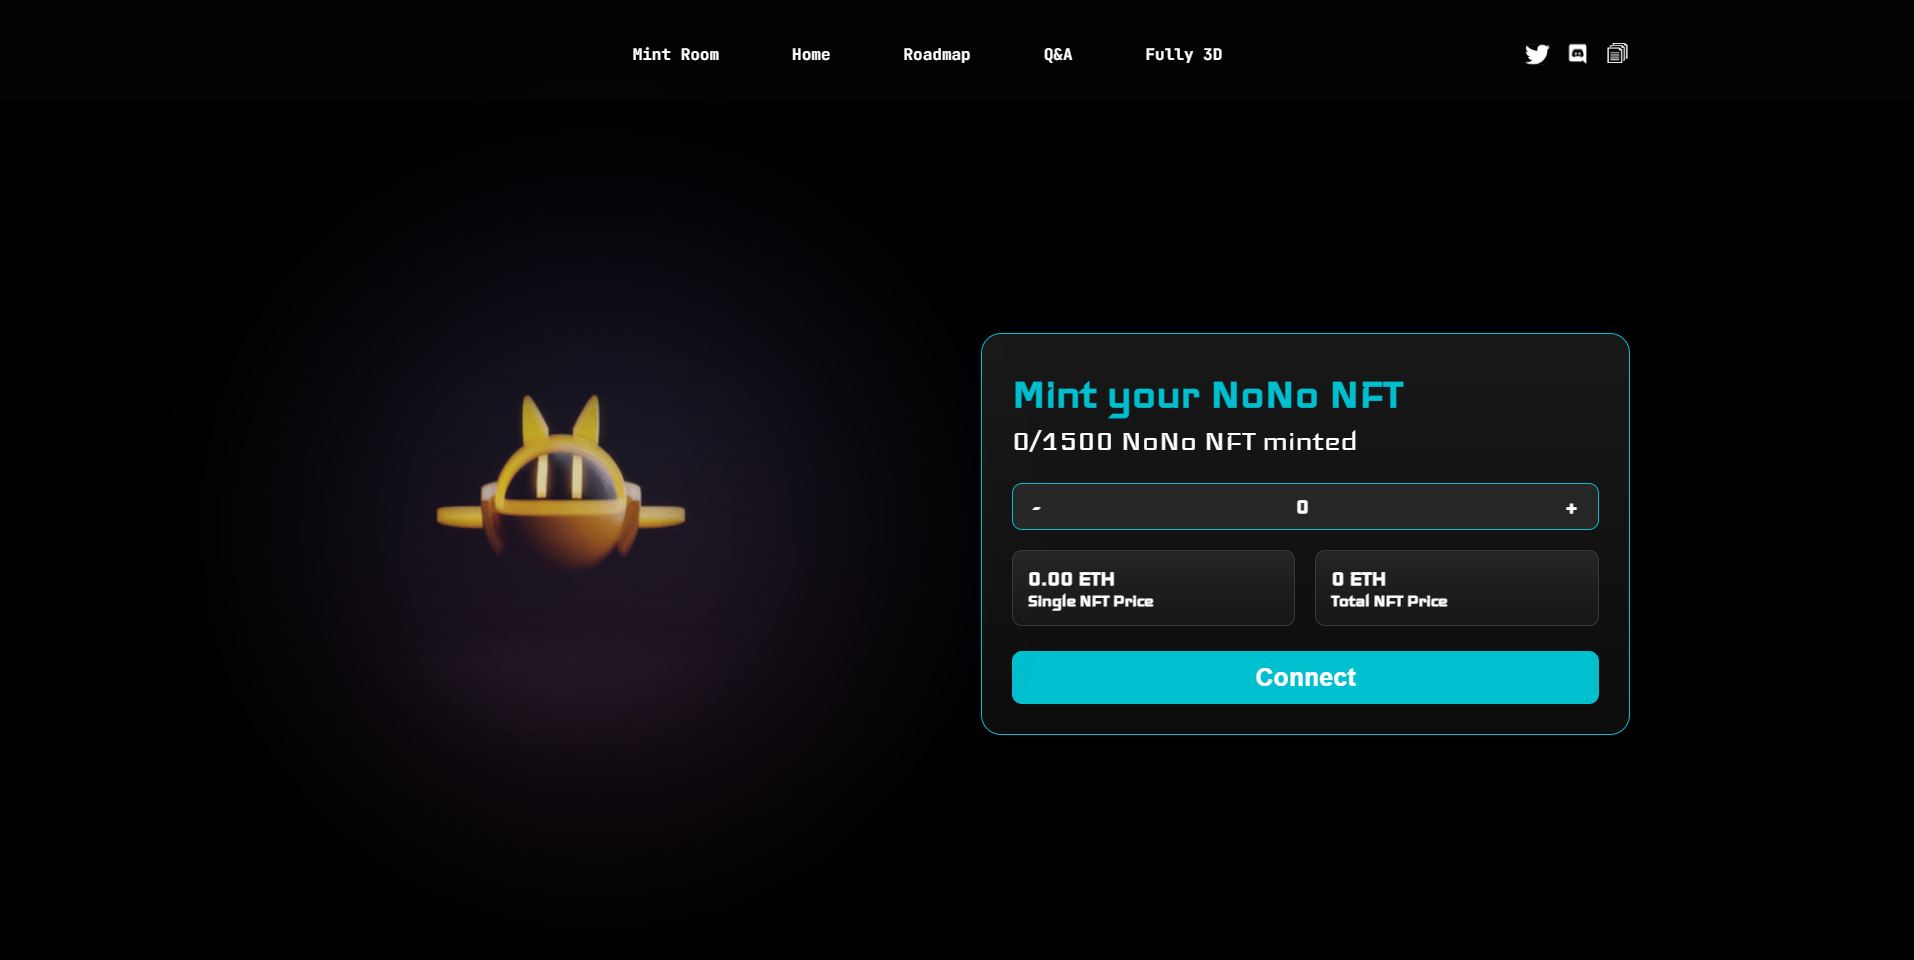 Mint Room
Home
Roadmap
Q&A
Fully 3D
Mint your NoNo NFT
0/1500 NoNo NFT minted
- 0 +
0.00 ETH
Single NFT Price
0 ETH
Total NFT Price
Connect